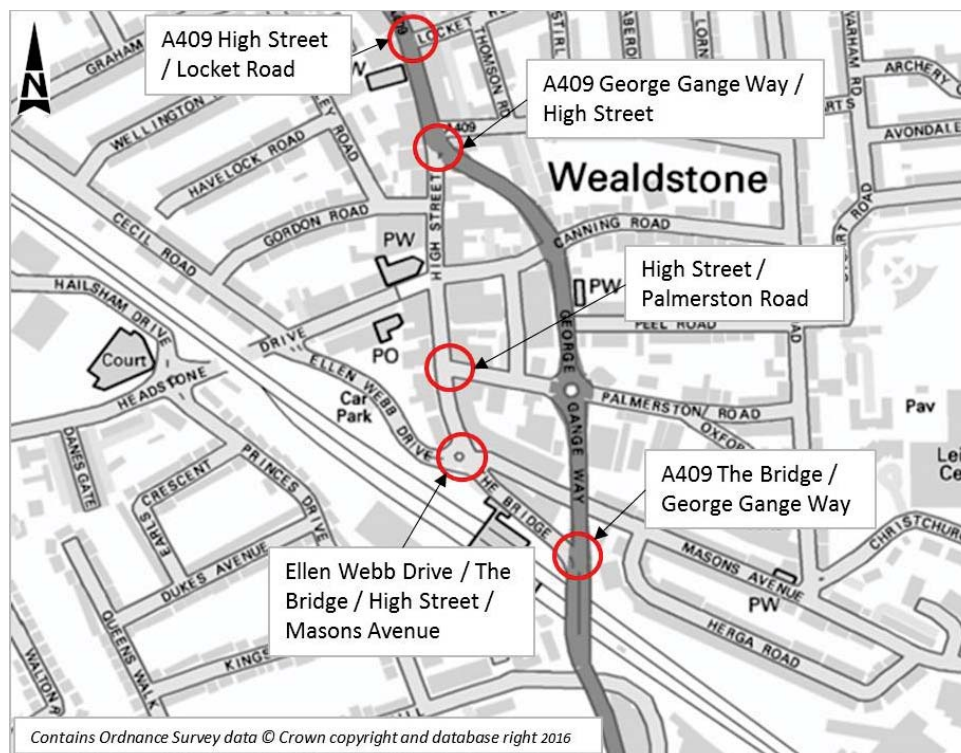 A409 High Street
/ Locket Road
N
GRAHAM
LOCKET
THOMSON RD
A409 George Gange Way /
High Street
ARCHERY
AVONDALE
PW
A409
WELLINGTON
HAVELOCK ROAD
GORDON ROAD
CECIL ROAD
HIGH STREET
Wealdstone
CANNING ROAD
PW
High Street /
Palmerston Road
HAILSHAM DRIVE
Court
HEADSTONE
DRIVE
PO
ELLEN WEBB DRIVE
Car
Park
PW
PEEL ROAD
GEORGE GANGE WAY
PALMERSTON ROAD
Pav
DANES GATE
CRESCENT
EARLS
PRINCES DRIVE
THE BRIDGE
A409 The Bridge /
George Gange Way
Ellen Webb Drive / The
Bridge / High Street /
Masons Avenue
DUKES AVENUE
QUEENS WALK
KINGS
MASONS AVENUE
PW
HERGA ROAD
Contains Ordnance Survey data © Crown copyright and database right 2016